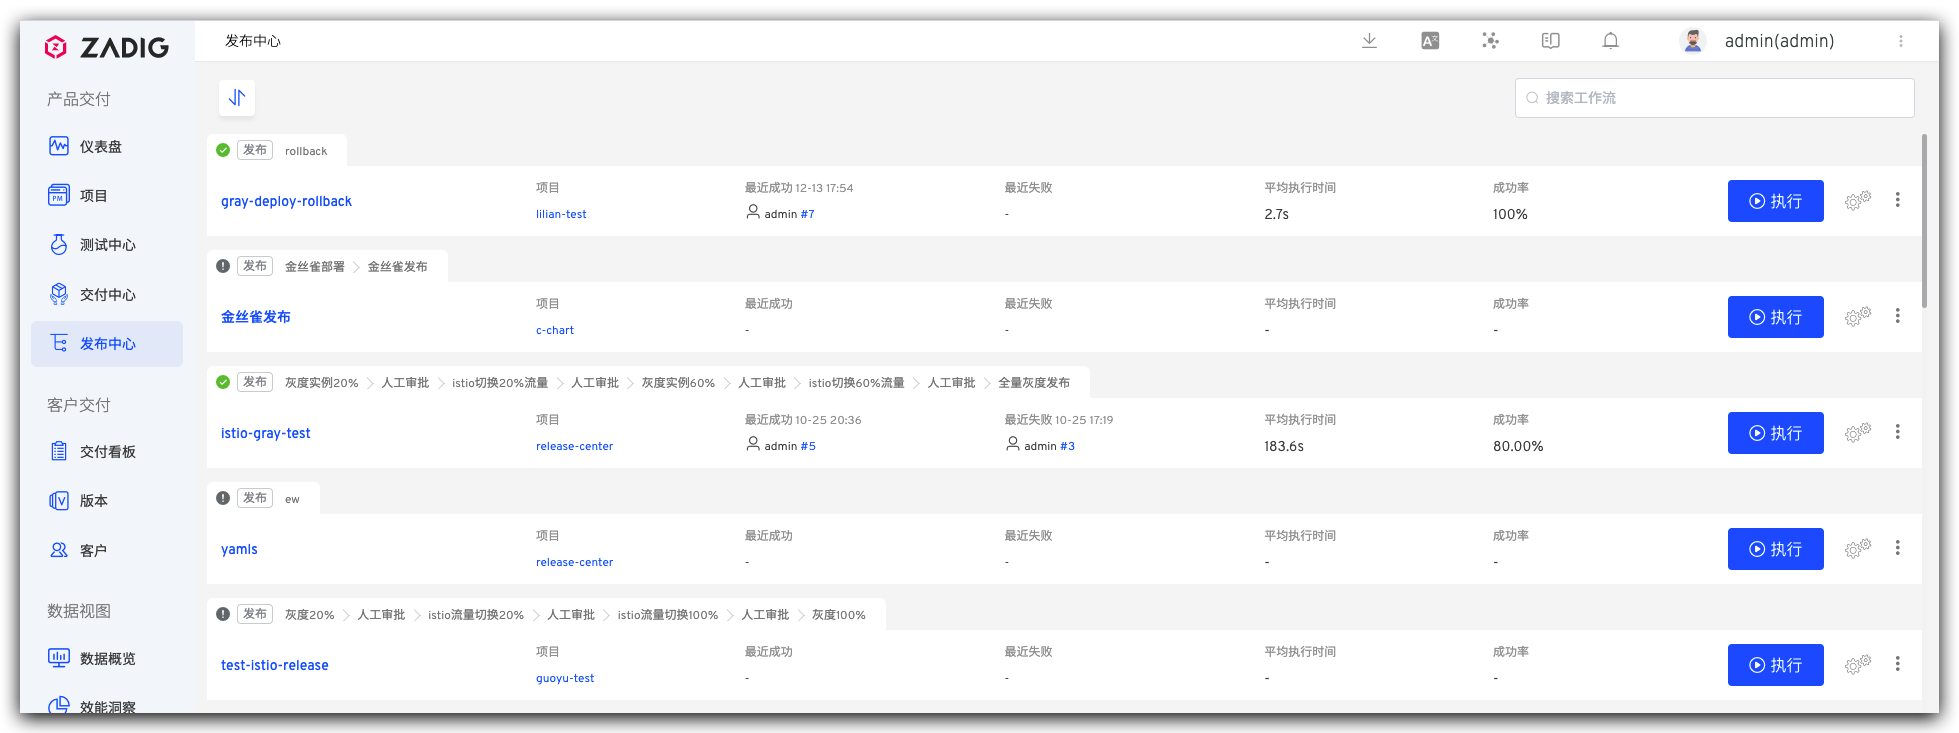 ZADIG
发布中心
admin(admin)
产品交付
仪表盘
项目
PM
测试中心
交付中心
发布中心
客户交付
交付看板
版本
客户
数据视图
数据概览
效能洞察
搜索工作流
发布 rollback
gray-deploy-rollback
项目
lilian-test
最近成功 12-13 17:54
admin #7
最近失败
-
平均执行时间
2.7s
成功率
100%
执行
发布 金丝雀部署 金丝雀发布
金丝雀发布
项目
c-chart
最近成功
-
最近失败
-
平均执行时间
-
成功率
-
执行
发布 灰度实例20% 人工审批 istio切换20%流量 人工审批 灰度实例60% 人工审批 istio切换60%流量 人工审批 全量灰度发布
istio-gray-test
项目
release-center
最近成功 10-25 20:36
admin #5
最近失败 10-25 17:19
admin #3
平均执行时间
183.6s
成功率
80.00%
执行
发布 ew
yamls
项目
release-center
最近成功
-
最近失败
-
平均执行时间
-
成功率
-
执行
发布 灰度20% 人工审批 istio流量切换20% 人工审批 istio流量切换100% 人工审批 灰度100%
test-istio-release
项目
guoyu-test
最近成功
-
最近失败
-
平均执行时间
-
成功率
-
执行